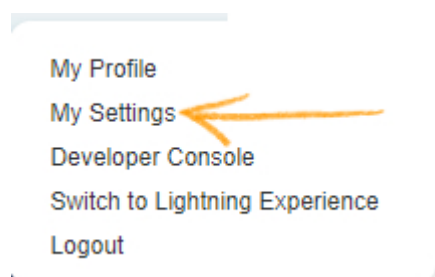 My Profile
My Settings
Developer Console
Switch to Lightning Experience
Logout